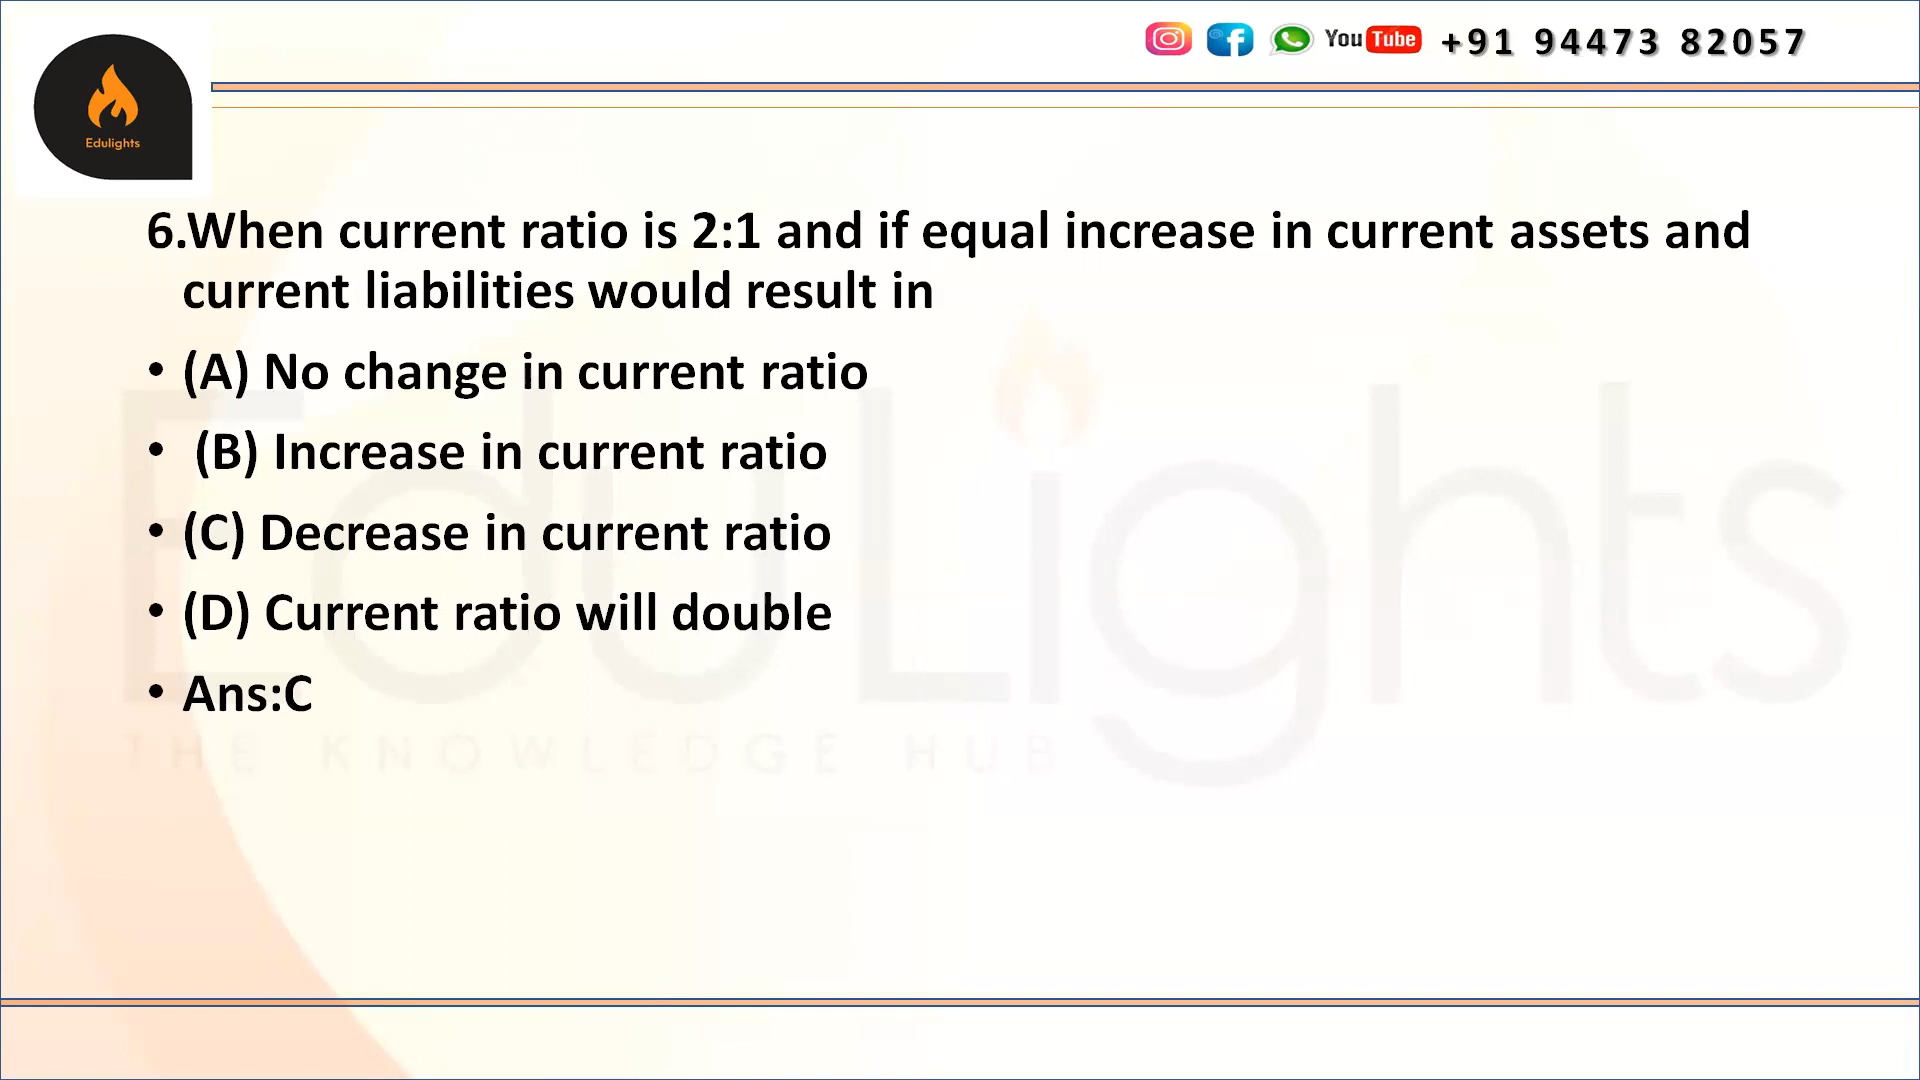 You Tube +91 94473 82057
Edulights
6.When current ratio is 2:1 and if equal increase in current assets and
current liabilities would result in
• (A) No change in current ratio
• (B) Increase in current ratio
• (C) Decrease in current ratio
• (D) Current ratio will double
• Ans:C
EduLights
THE KNOWLEDGE HUB